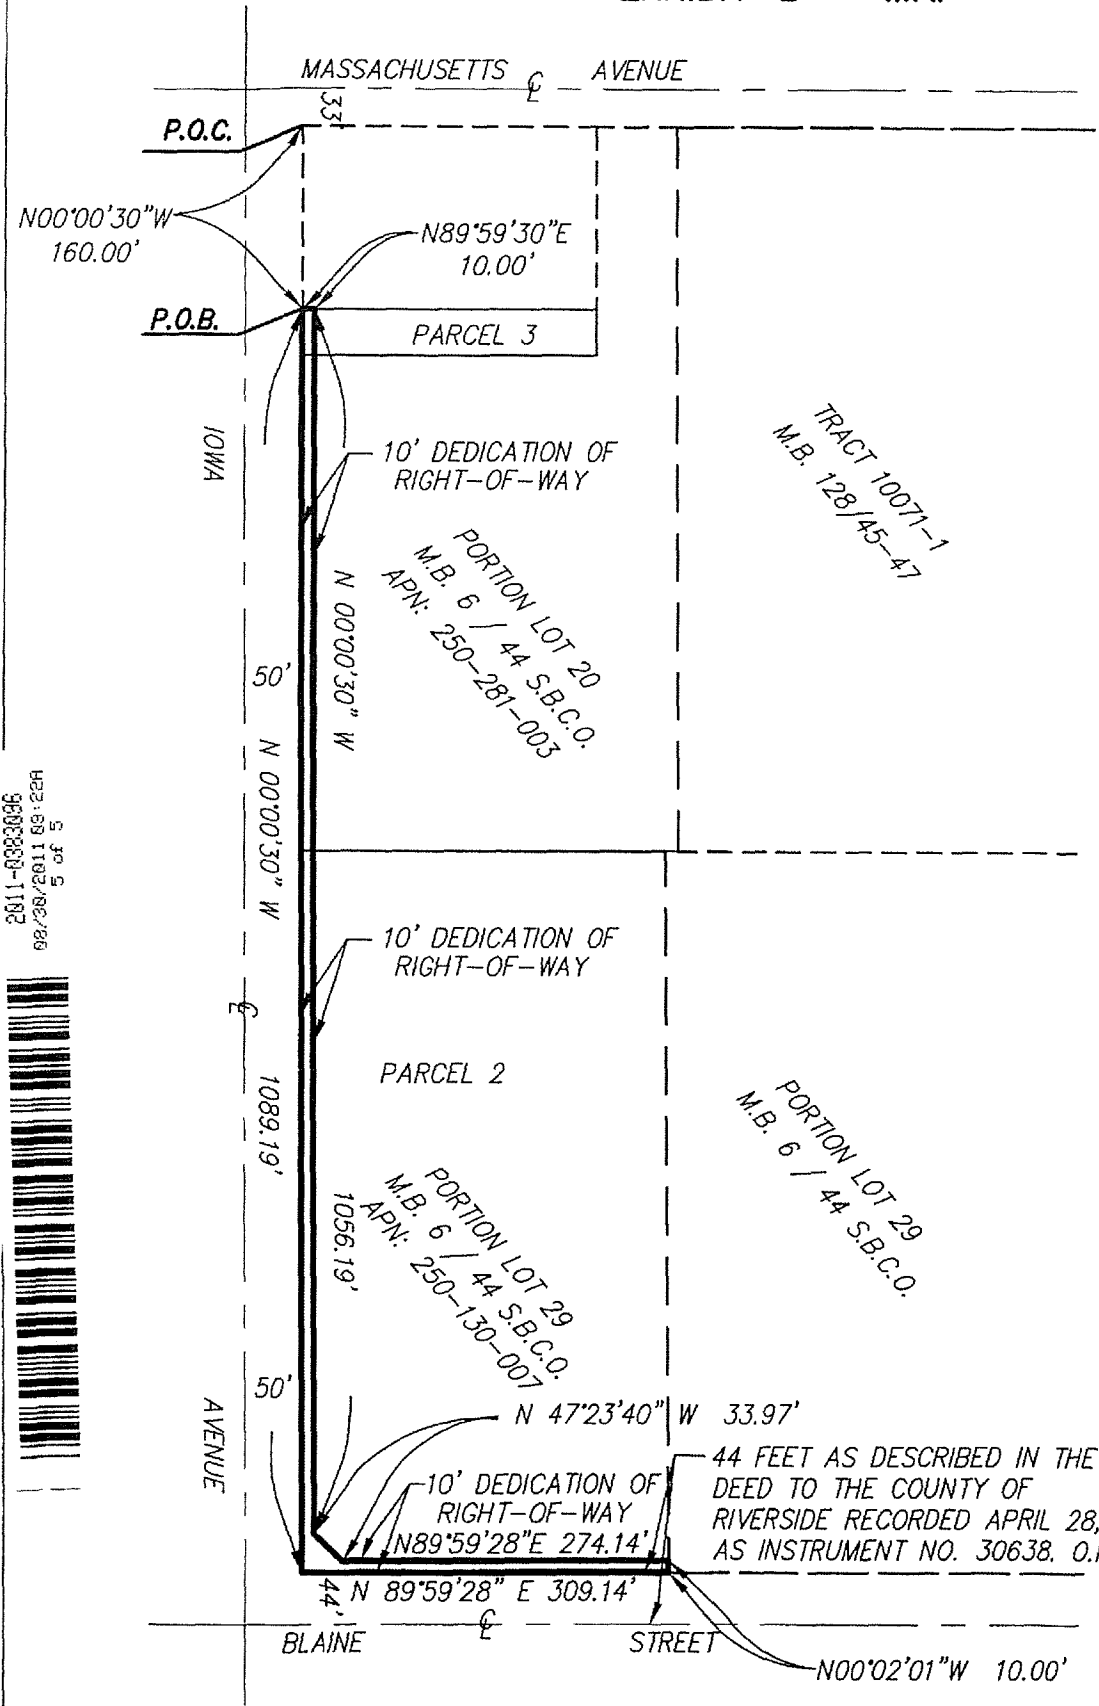 MASSACHUSETTS ℄ AVENUE
33'
P.O.C.
N00°00'30"W
160.00'
N89°59'30"E
10.00'
P.O.B.
PARCEL 3
IOWA
10' DEDICATION OF
RIGHT-OF-WAY
TRACT 10071-1
M.B. 128/45-47
PORTION LOT 20
M.B. 6 / 44 S.B.C.O.
APN: 250-281-003
N 00°00'30" W
50'
N 00°00'30" W
2011-0383096
08/30/2011 09:22A
5 of 5
10' DEDICATION OF
RIGHT-OF-WAY
℄
PARCEL 2
1089.19'
PORTION LOT 29
M.B. 6 / 44 S.B.C.O.
PORTION LOT 29
M.B. 6 / 44 S.B.C.O.
APN: 250-130-007
1056.19'
50'
AVENUE
N 47°23'40" W 33.97'
44 FEET AS DESCRIBED IN THE
DEED TO THE COUNTY OF
RIVERSIDE RECORDED APRIL 28,
AS INSTRUMENT NO. 30638, O.
10' DEDICATION OF
RIGHT-OF-WAY
N89°59'28"E 274.14'
44'
N 89°59'28" E 309.14'
BLAINE ℄ STREET
N00°02'01"W 10.00'